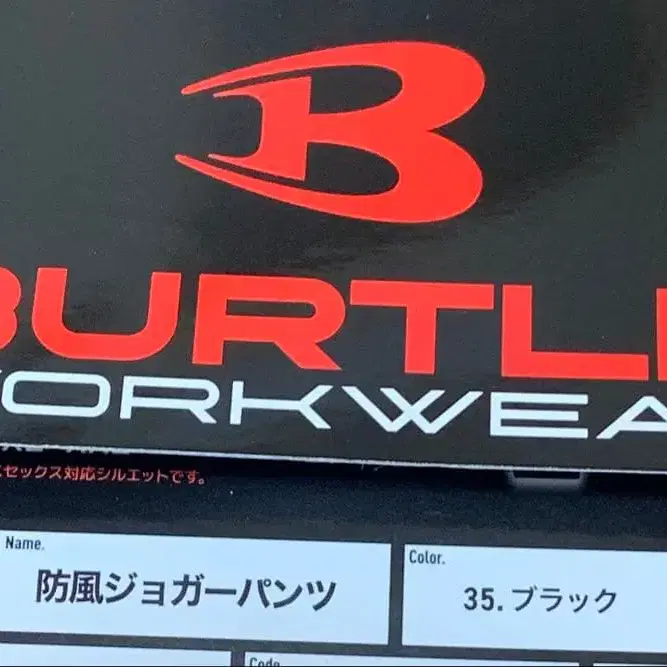 BURTL
WORKWEA
セックス対応シルエットです。
Name.
防風ジョガーパンツ
Color.
35.ブラック
Code